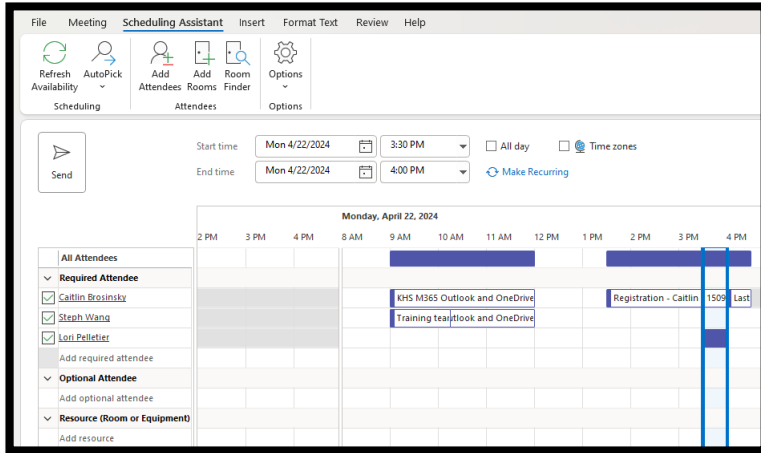 File Meeting Scheduling Assistant Insert Format Text Review Help
Refresh Availability
AutoPick
Add Attendees
Add Rooms
Room Finder
Options
Scheduling Attendees Options
Send
Start time Mon 4/22/2024 3:30 PM All day Time zones
End time Mon 4/22/2024 4:00 PM Make Recurring
Monday, April 22, 2024
2 PM 3 PM 4 PM 8 AM 9 AM 10 AM 11 AM 12 PM 1 PM 2 PM 3 PM 4 PM
All Attendees
Required Attendee
Caitlin Brosinsky KHS M365 Outlook and OneDrive Registration - Caitlin 1509 Last
Steph Wang Training tear tlook and OneDrive
Lori Pelletier
Add required attendee
Optional Attendee
Add optional attendee
Resource (Room or Equipment)
Add resource